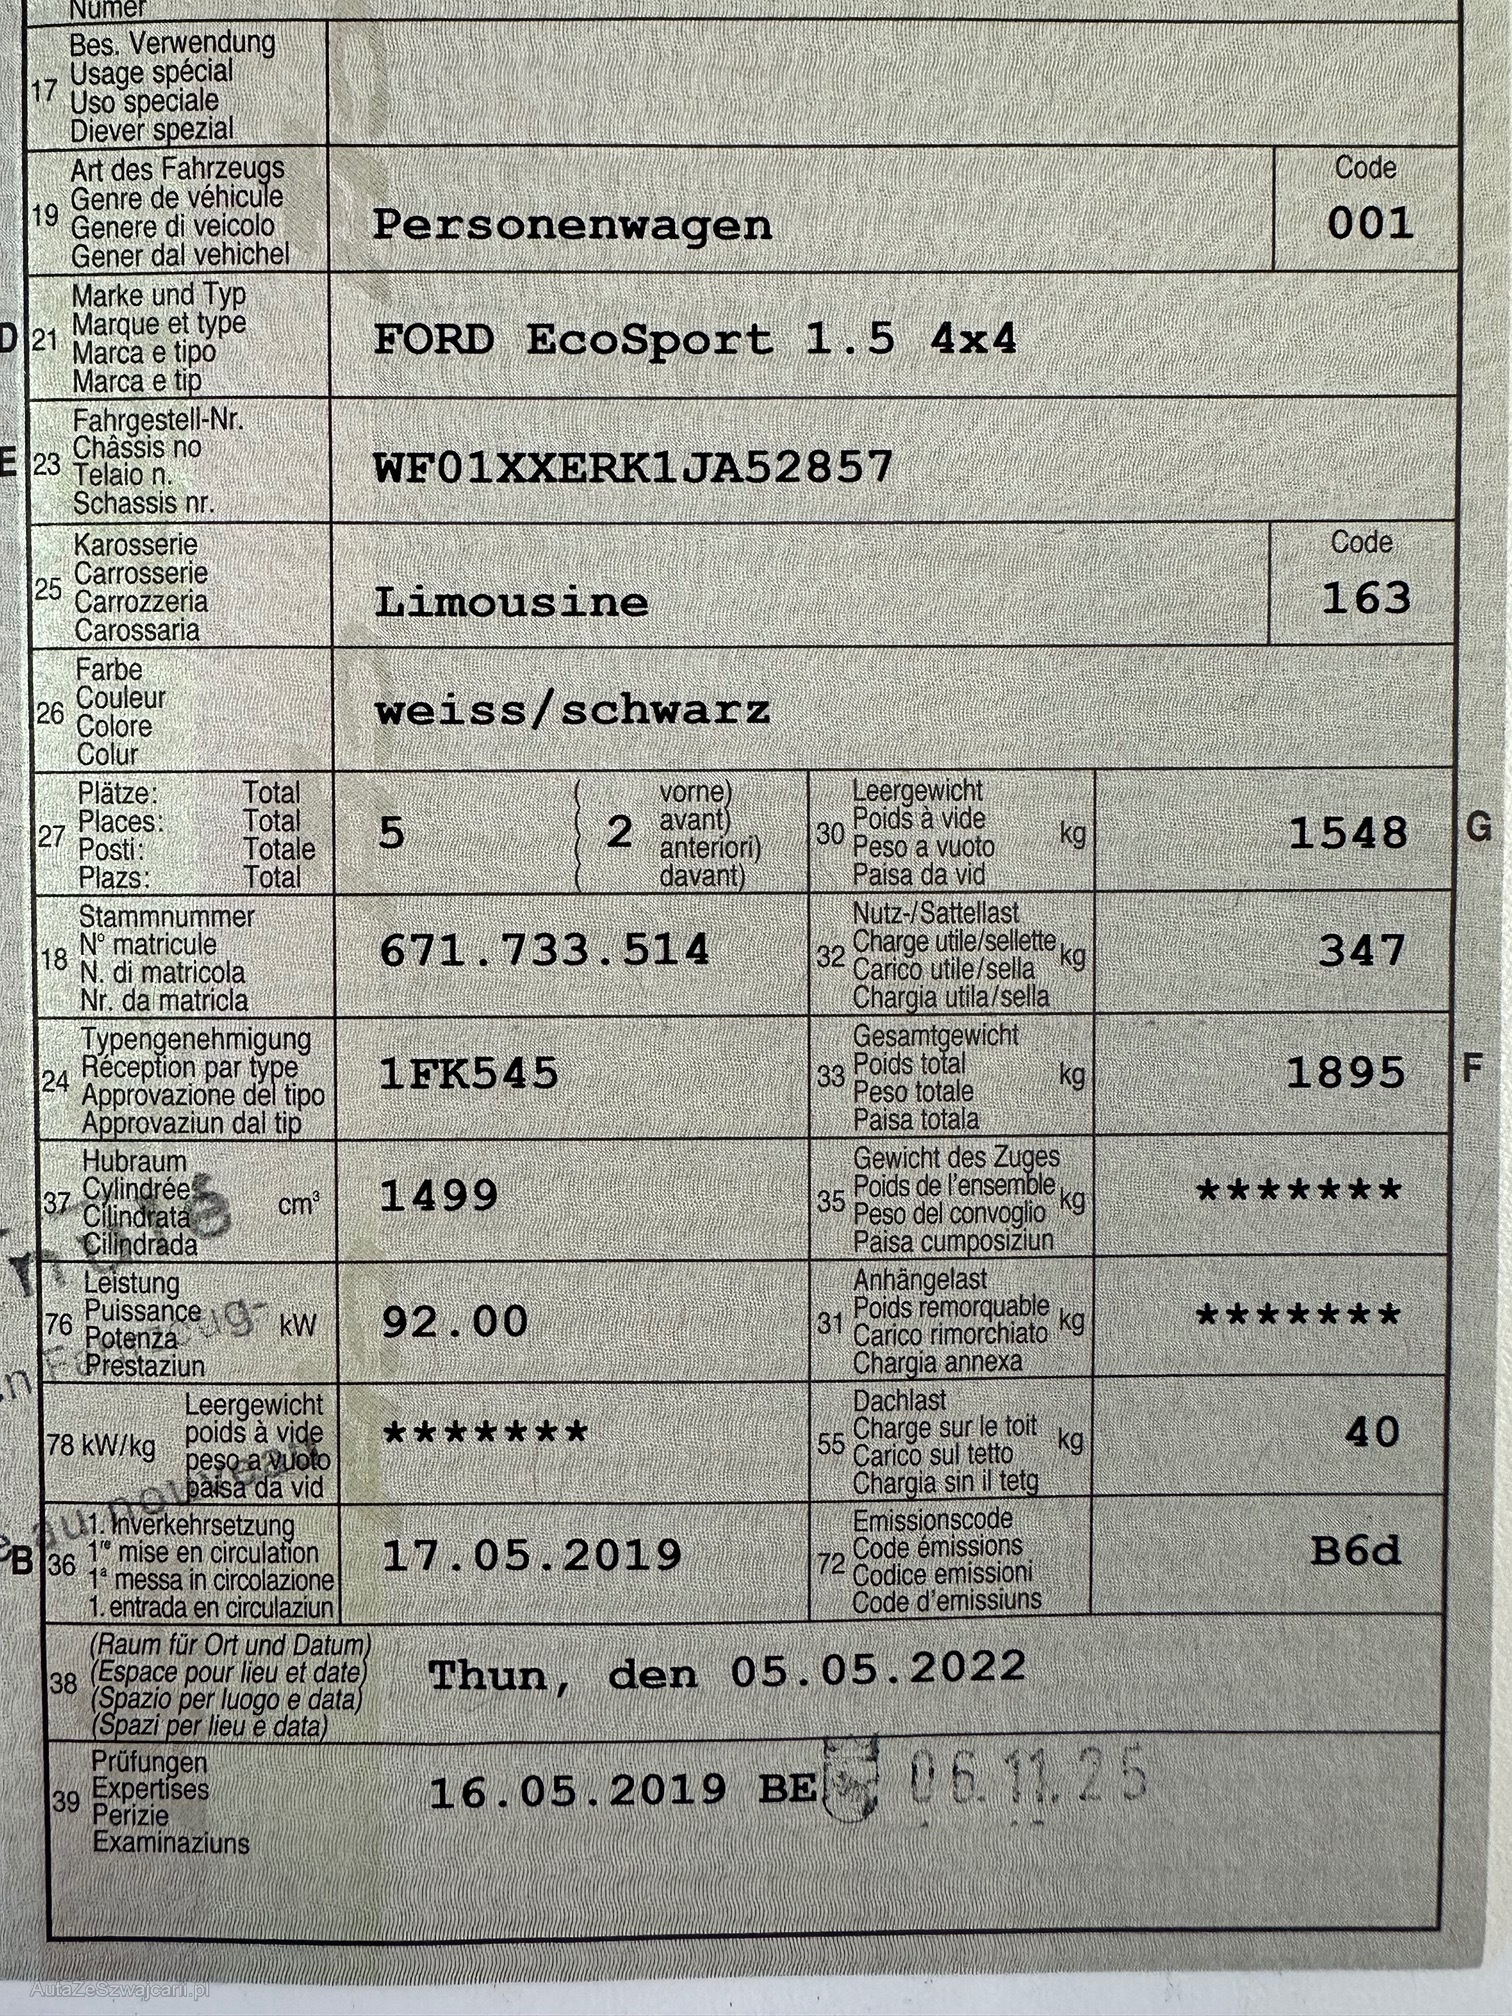 Numer
17 Bes. Verwendung
Usage spécial
Uso speciale
Diever spezial
19 Art des Fahrzeugs
Genre de véhicule
Genere di veicolo
Gener dal vehichel
Personenwagen
Code
001
D 21 Marke und Typ
Marque et type
Marca e tipo
Marca e tip
FORD EcoSport 1.5 4x4
E 23 Fahrgestell-Nr.
Châssis no
Telaio n.
Schassis nr.
WF01XXERK1JA52857
25 Karosserie
Carrosserie
Carrozzeria
Carossaria
Limousine
Code
163
26 Farbe
Couleur
Colore
Colur
weiss/schwarz
27 Plätze: Total
Places: Total
Posti: Totale
Plazs: Total
5 ( 2 vorne)
( avant)
( anteriori)
( davant)
30 Leergewicht
Poids à vide
Peso a vuoto
Paisa da vid
kg
1548
G
18 Stammnummer
N° matricule
N. di matricola
Nr. da matricla
671.733.514
32 Nutz-/Sattellast
Charge utile/sellette
Carico utile/sella
Chargia utila/sella
kg
347
24 Typengenehmigung
Réception par type
Approvazione del tipo
Approvaziun dal tip
1FK545
33 Gesamtgewicht
Poids total
Peso totale
Paisa totala
kg
1895
F
37 Hubraum
Cylindrée
Cilindrata
Cilindrada
cm³
1499
35 Gewicht des Zuges
Poids de l'ensemble
Peso del convoglio
Paisa cumposiziun
kg
*******
76 Leistung
Puissance
Potenza
Prestaziun
kW
92.00
31 Anhängelast
Poids remorquable
Carico rimorchiato
Chargia annexa
kg
*******
78 kW/kg
Leergewicht
poids à vide
peso a vuoto
paisa da vid
*******
55 Dachlast
Charge sur le toit
Carico sul tetto
Chargia sin il tetg
kg
40
au nouveau
B 36 1. Inverkehrsetzung
1re mise en circulation
1a messa in circolazione
1. entrada en circulaziun
17.05.2019
72 Emissionscode
Code émissions
Codice emissioni
Code d'emissiuns
B6d
38 (Raum für Ort und Datum)
(Espace pour lieu et date)
(Spazio per luogo e data)
(Spazi per lieu e data)
Thun, den 05.05.2022
39 Prüfungen
Expertises
Perizie
Examinaziuns
16.05.2019 BE 06.11.25
AutaZeSzwajcarii.pl